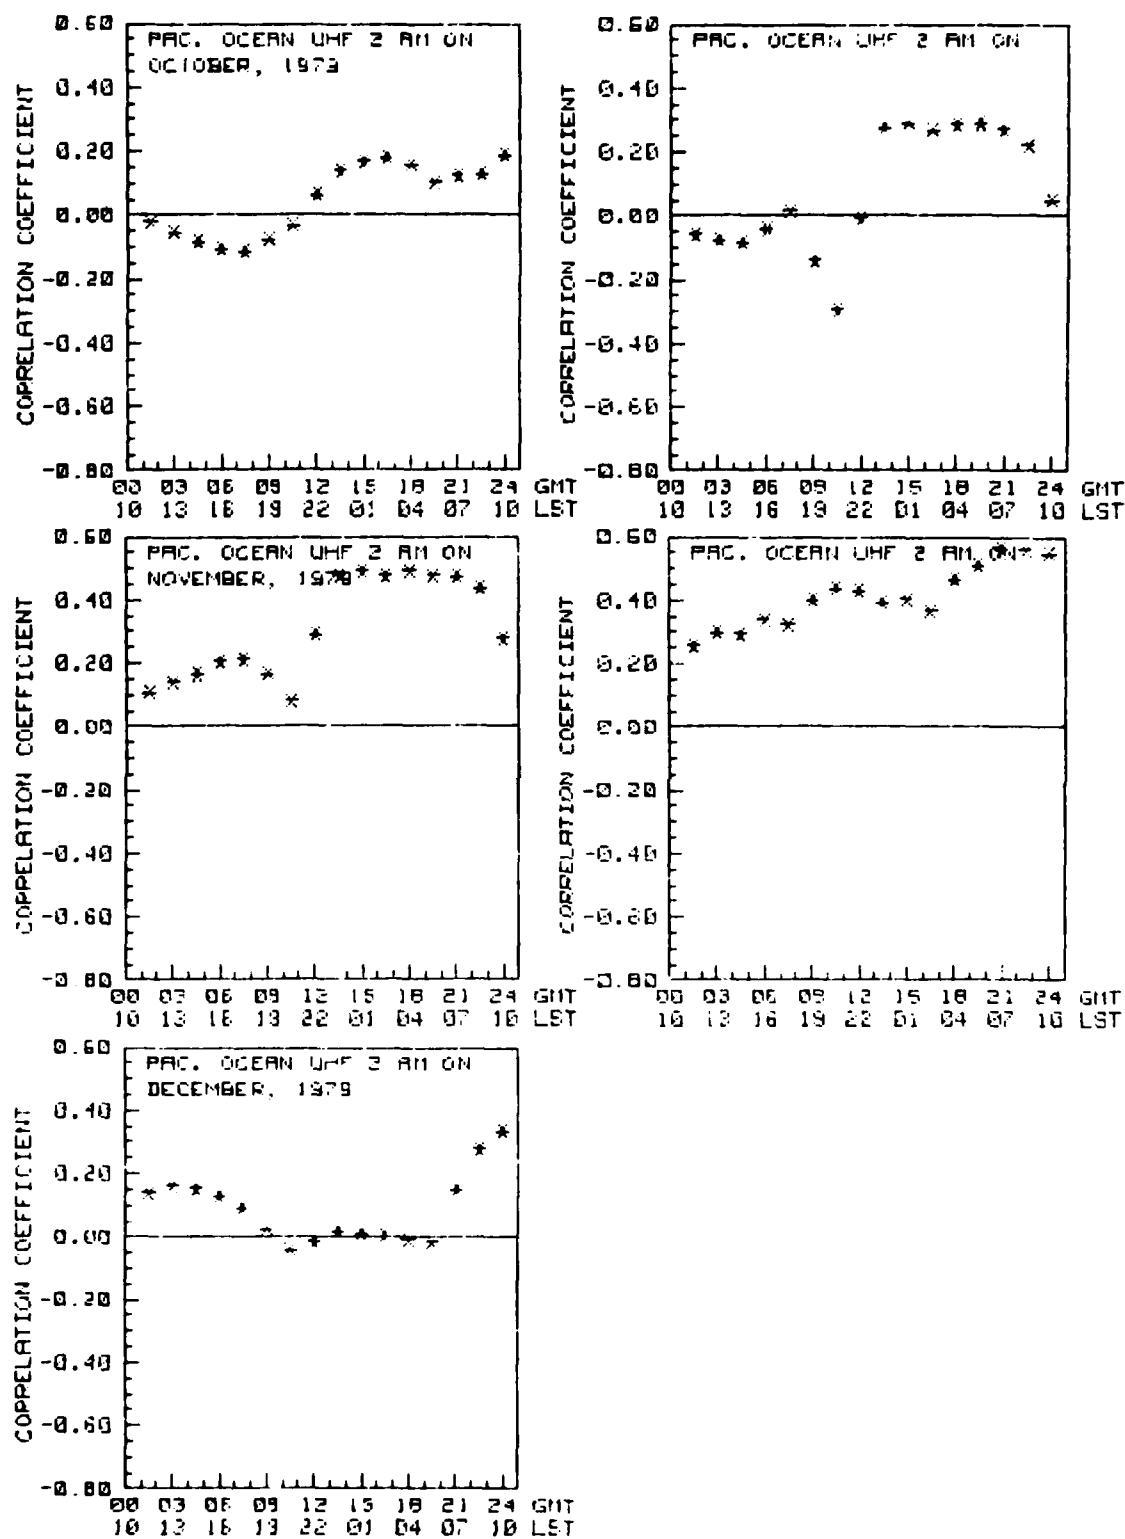 PAC. OCEAN UHF 2 AM ON
OCTOBER, 1979
CORRELATION COEFFICIENT
0.60
0.40
0.20
0.00
-0.20
-0.40
-0.60
-0.80
00 03 06 09 12 15 18 21 24 GMT
10 13 16 19 22 01 04 07 10 LST
PAC. OCEAN UHF 2 AM ON
CORRELATION COEFFICIENT
0.60
0.40
0.20
0.00
-0.20
-0.40
-0.60
-0.80
00 03 06 09 12 15 18 21 24 GMT
10 13 16 19 22 01 04 07 10 LST
PAC. OCEAN UHF 2 AM ON
NOVEMBER, 1979
CORRELATION COEFFICIENT
0.60
0.40
0.20
0.00
-0.20
-0.40
-0.60
-0.80
00 03 06 09 12 15 18 21 24 GMT
10 13 16 19 22 01 04 07 10 LST
PAC. OCEAN UHF 2 AM ON
CORRELATION COEFFICIENT
0.60
0.40
0.20
0.00
-0.20
-0.40
-0.60
-0.80
00 03 06 09 12 15 18 21 24 GMT
10 13 16 19 22 01 04 07 10 LST
PAC. OCEAN UHF 2 AM ON
DECEMBER, 1979
CORRELATION COEFFICIENT
0.60
0.40
0.20
0.00
-0.20
-0.40
-0.60
-0.80
00 03 06 09 12 15 18 21 24 GMT
10 13 16 19 22 01 04 07 10 LST